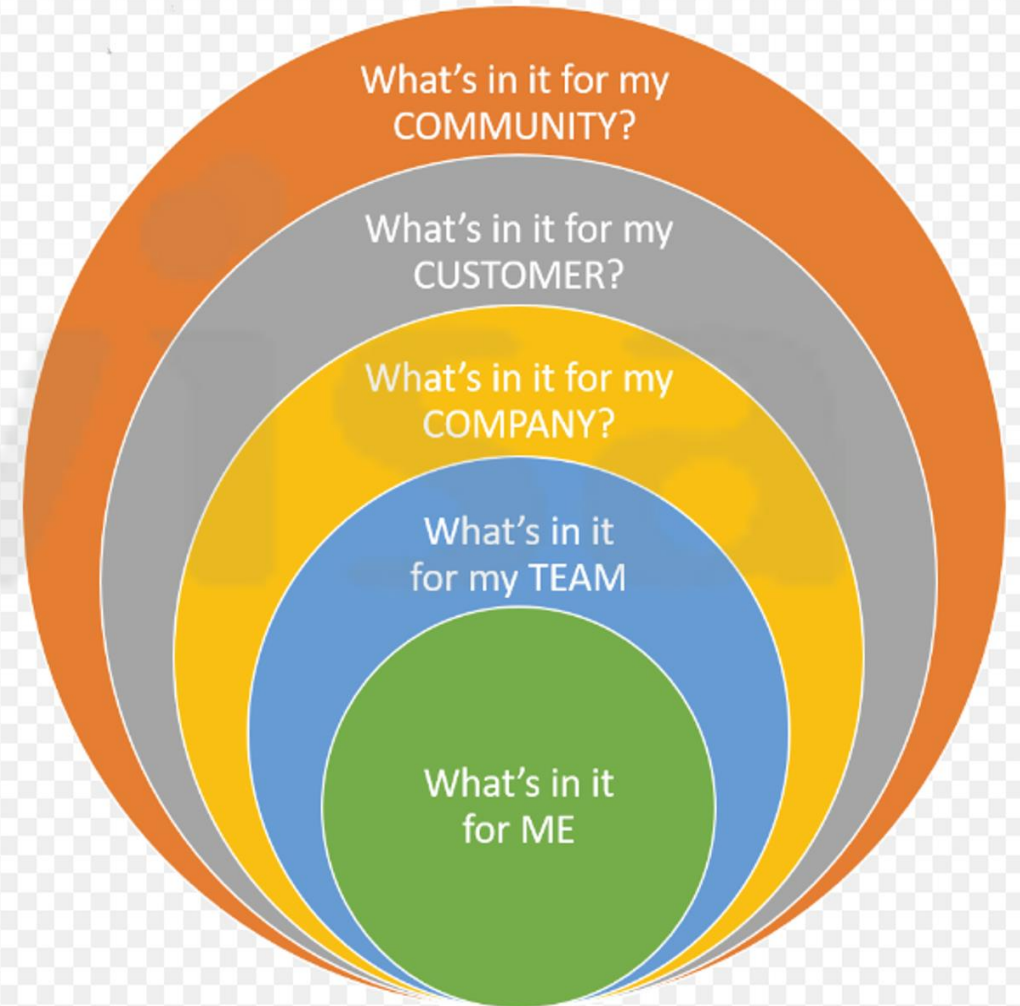 What's in it for my
COMMUNITY?
What's in it for my
CUSTOMER?
What's in it for my
COMPANY?
What's in it
for my TEAM
What's in it
for ME